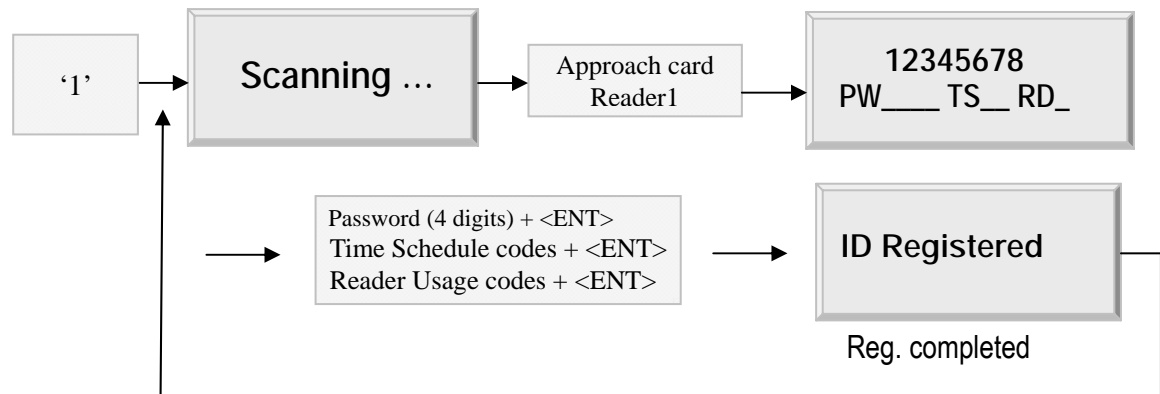 ‘1’
Scanning ...
Approach card
Reader1
12345678
PW____ TS__ RD_
Password (4 digits) + <ENT>
Time Schedule codes + <ENT>
Reader Usage codes + <ENT>
ID Registered
Reg. completed